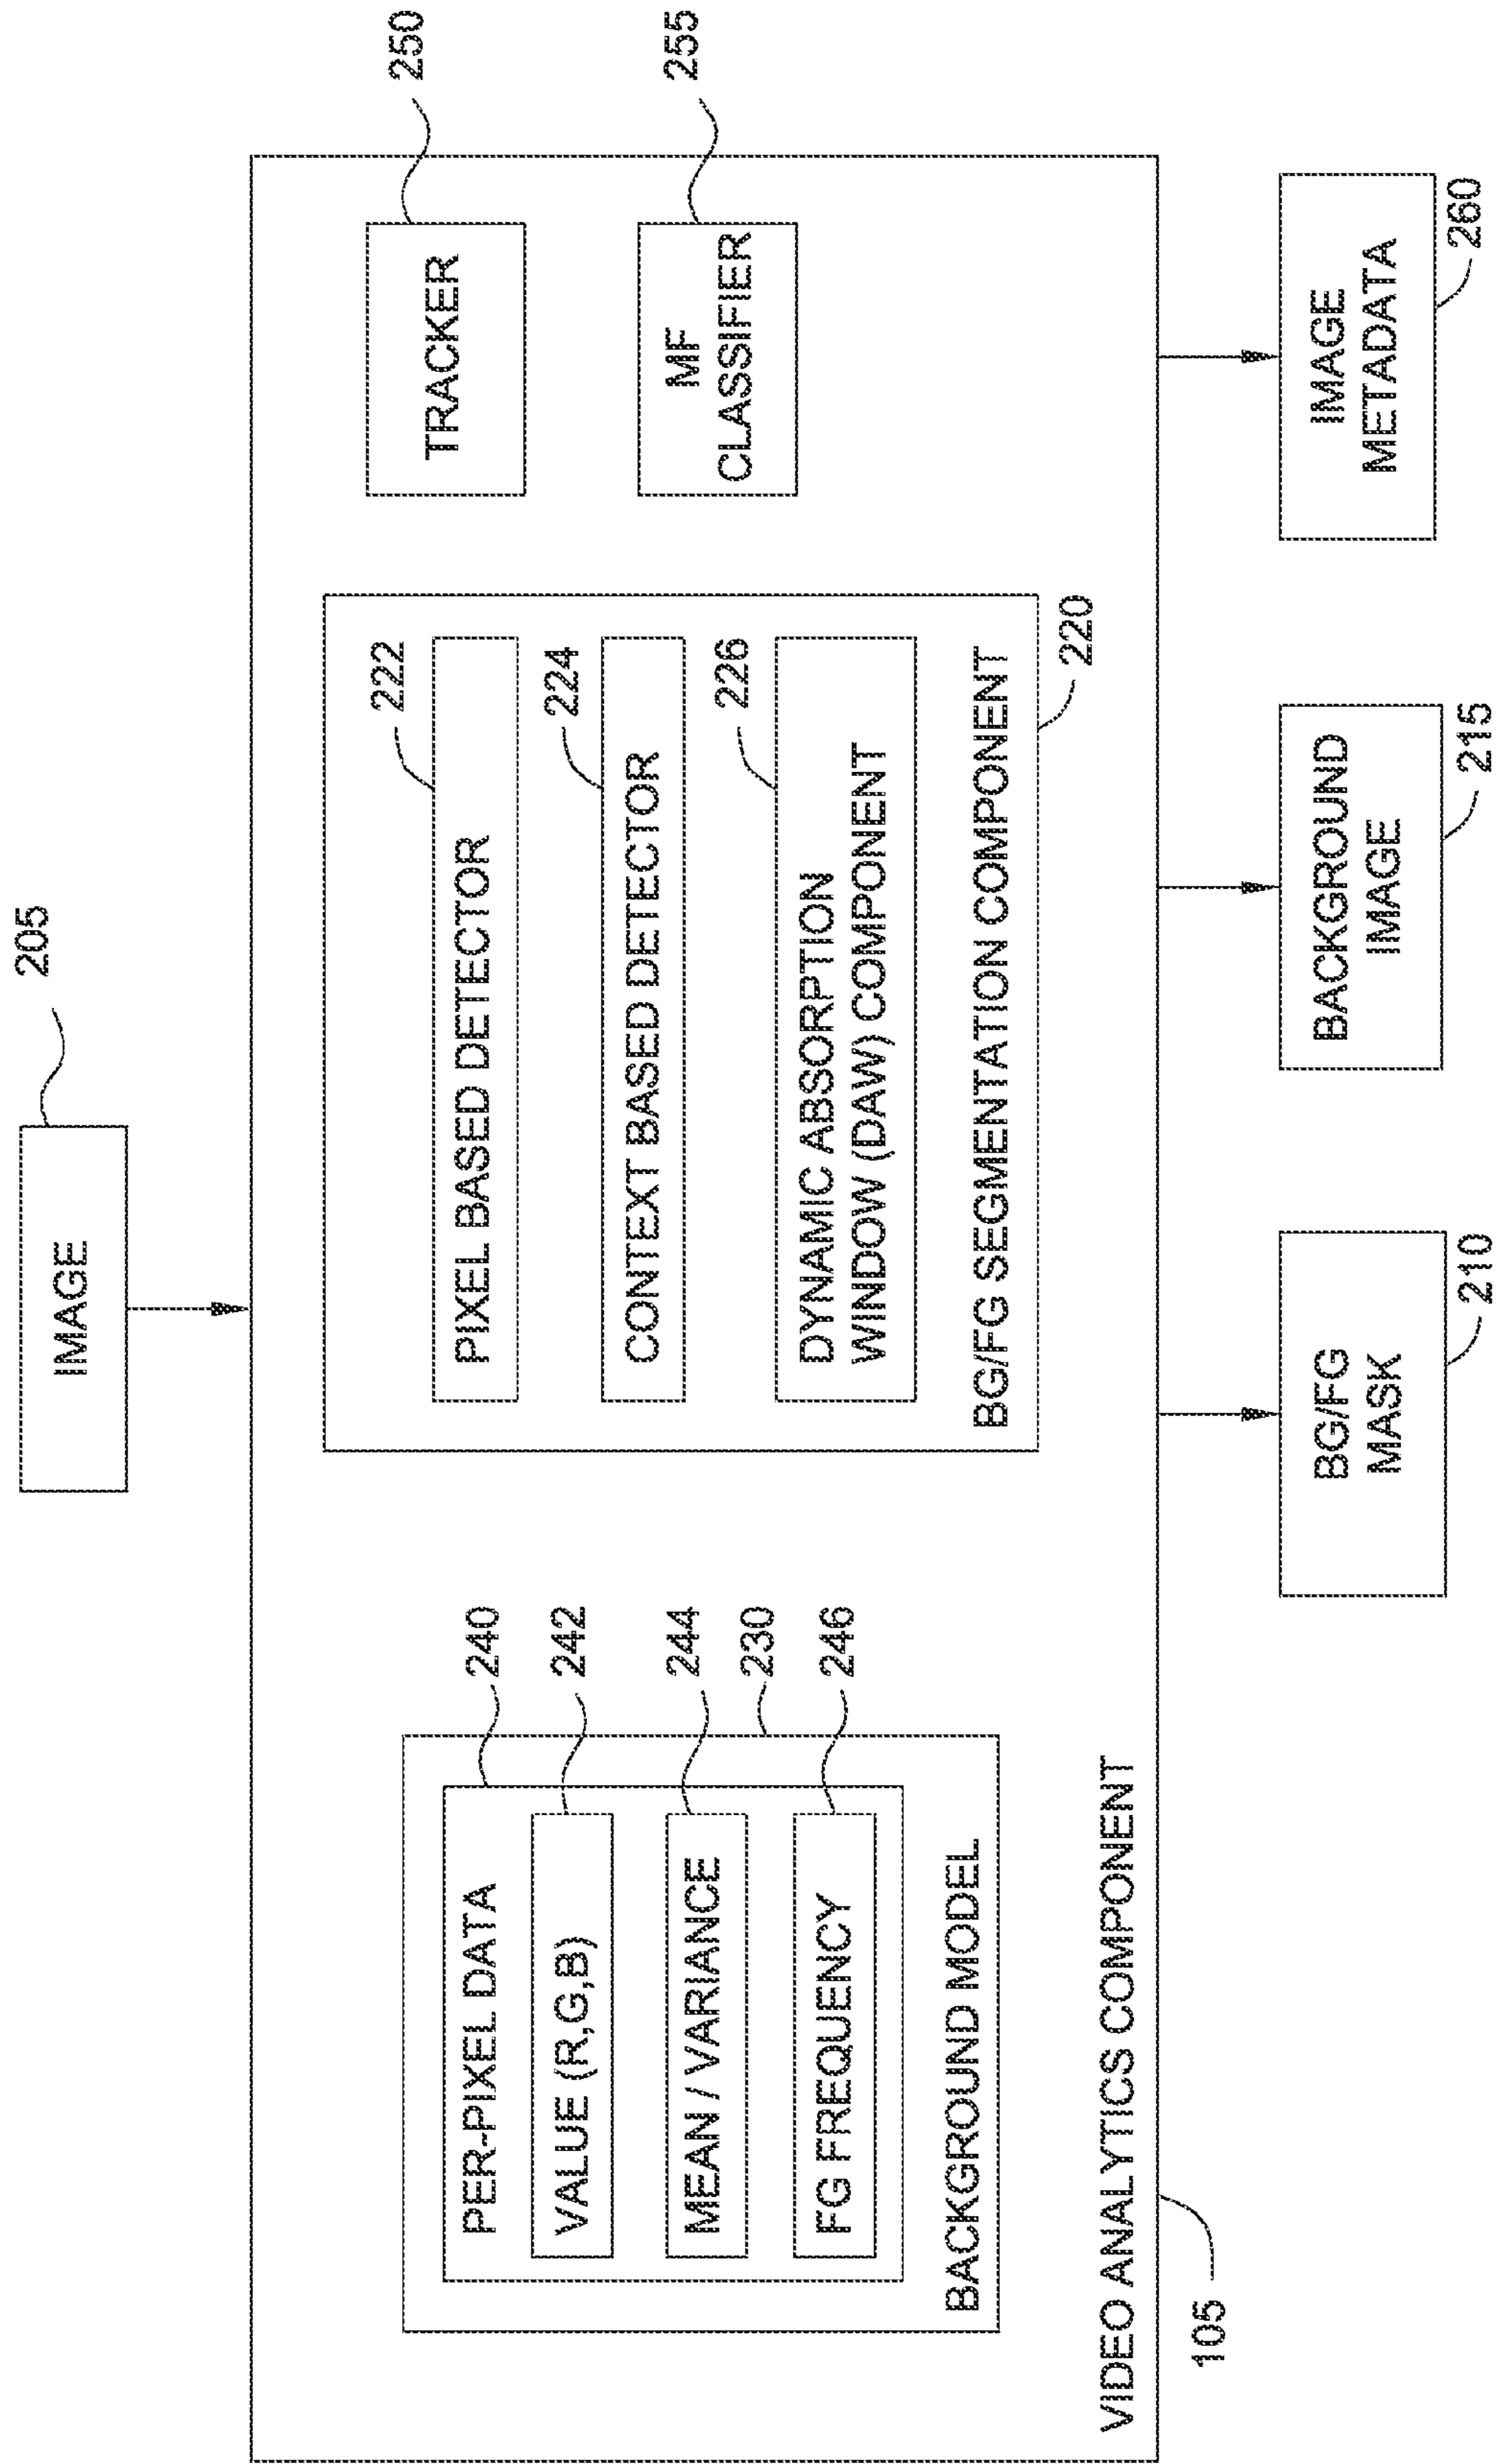 205
IMAGE
240
PER-PIXEL DATA
242
VALUE (R,G,B)
244
MEAN / VARIANCE
230
246
FG FREQUENCY
BACKGROUND MODEL
222
PIXEL BASED DETECTOR
224
CONTEXT BASED DETECTOR
226
DYNAMIC ABSORPTION
WINDOW (DAW) COMPONENT
BG/FG SEGMENTATION COMPONENT
220
250
TRACKER
255
MF
CLASSIFIER
VIDEO ANALYTICS COMPONENT
105
BG/FG
MASK
210
BACKGROUND
IMAGE
215
IMAGE
METADATA
260